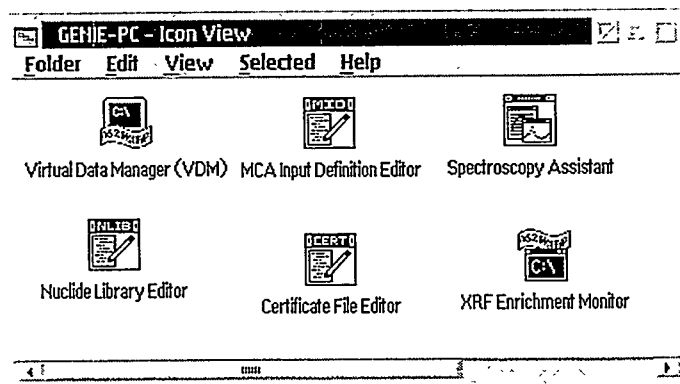 GENIE-PC - Icon View
Folder Edit View Selected Help
C:\
MID
Virtual Data Manager (VDM) MCA Input Definition Editor Spectroscopy Assistant
NLIB
CERT
C:\
Nuclide Library Editor Certificate File Editor XRF Enrichment Monitor